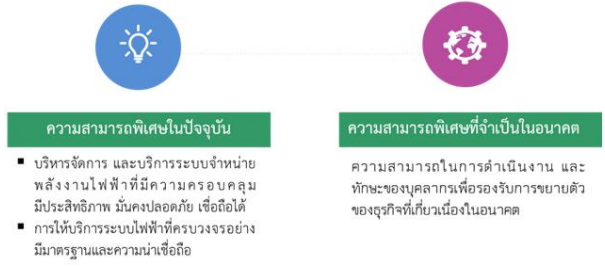 ความสามารถพิเศษในปัจจุบัน
▪ บริหารจัดการ และบริการระบบจำหน่าย
พลังงานไฟฟ้าที่มีความครอบคลุม
มีประสิทธิภาพ มั่นคงปลอดภัย เชื่อถือได้
▪ การให้บริการระบบไฟฟ้าที่ครบวงจรอย่าง
มีมาตรฐานและความน่าเชื่อถือ
ความสามารถพิเศษที่จำเป็นในอนาคต
ความสามารถในการดำเนินงาน และ
ทักษะของบุคลากรเพื่อรองรับการขยายตัว
ของธุรกิจที่เกี่ยวเนื่องในอนาคต